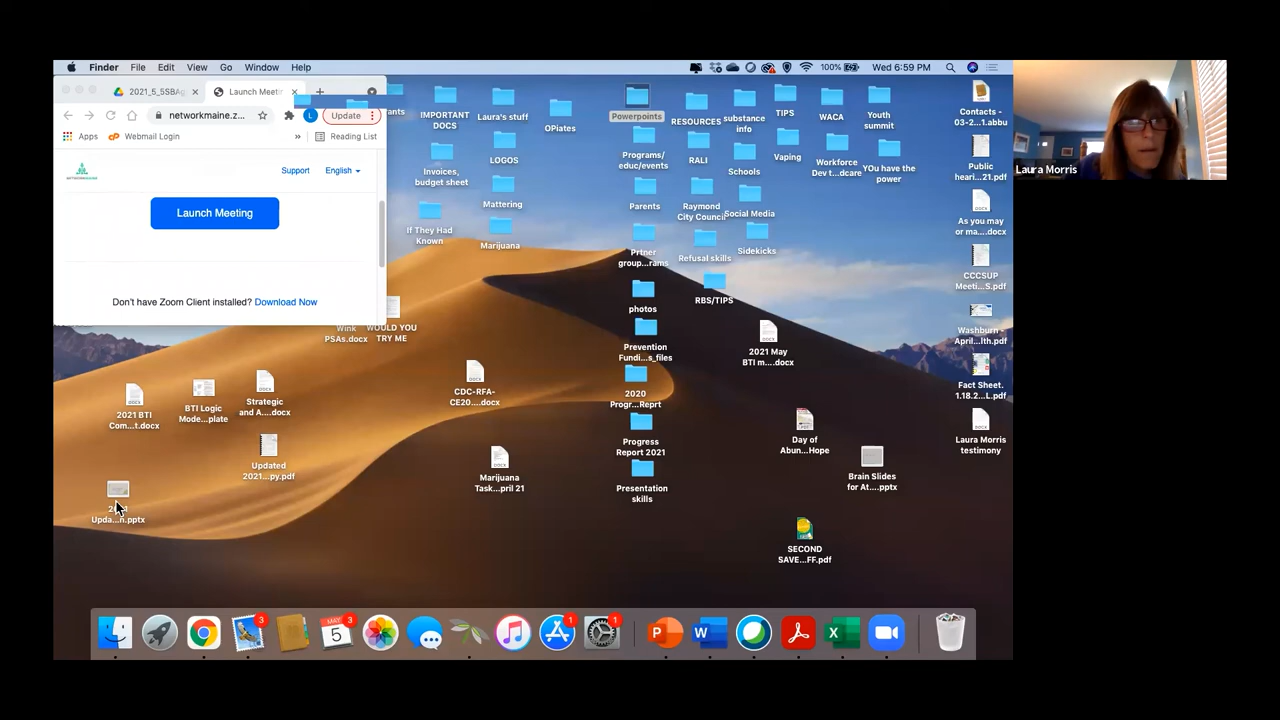 Finder File Edit View Go Window Help
100% Wed 6:59 PM
2021_5_5SBAg
Launch Meeti
networkmaine.z...
Update
Apps
Webmail Login
»
Reading List
Support
English
Launch Meeting
Don't have Zoom Client installed? Download Now
IMPORTANT
DOCS
Laura's stuff
OPiates
Powerpoints
RESOURCES
substance
info
TIPS
WACA
Youth
summit
LOGOS
Programs/
educ/events
RALI
Schools
Vaping
Workforce
Dev t...dcare
YOu have the
power
Invoices,
budget sheet
Mattering
Parents
Raymond
City Council
Social Media
If They Had
Known
Marijuana
Prtner
group...rams
Refusal skills
Sidekicks
photos
RBS/TIPS
Wink
PSAs.docx
WOULD YOU
TRY ME
Prevention
Fundi...s_files
2021 May
BTI m....docx
2021 BTI
Com...t.docx
BTI Logic
Mode...plate
Strategic
and A....docx
CDC-RFA-
CE20....docx
2020
Progr...Reprt
Updated
2021...py.pdf
Marijuana
Task...pril 21
Progress
Report 2021
Day of
Abun...Hope
Brain Slides
for At....pptx
Upda...n.pptx
Presentation
skills
SECOND
SAVE...FF.pdf
Contacts -
03-2...1.abbu
Public
heari...21.pdf
As you may
or ma....docx
CCCSUP
Meeti...S.pdf
Washburn -
April...lth.pdf
Fact Sheet.
1.18.2...L.pdf
Laura Morris
testimony
Laura Morris
3
MAY
5
3
1
1